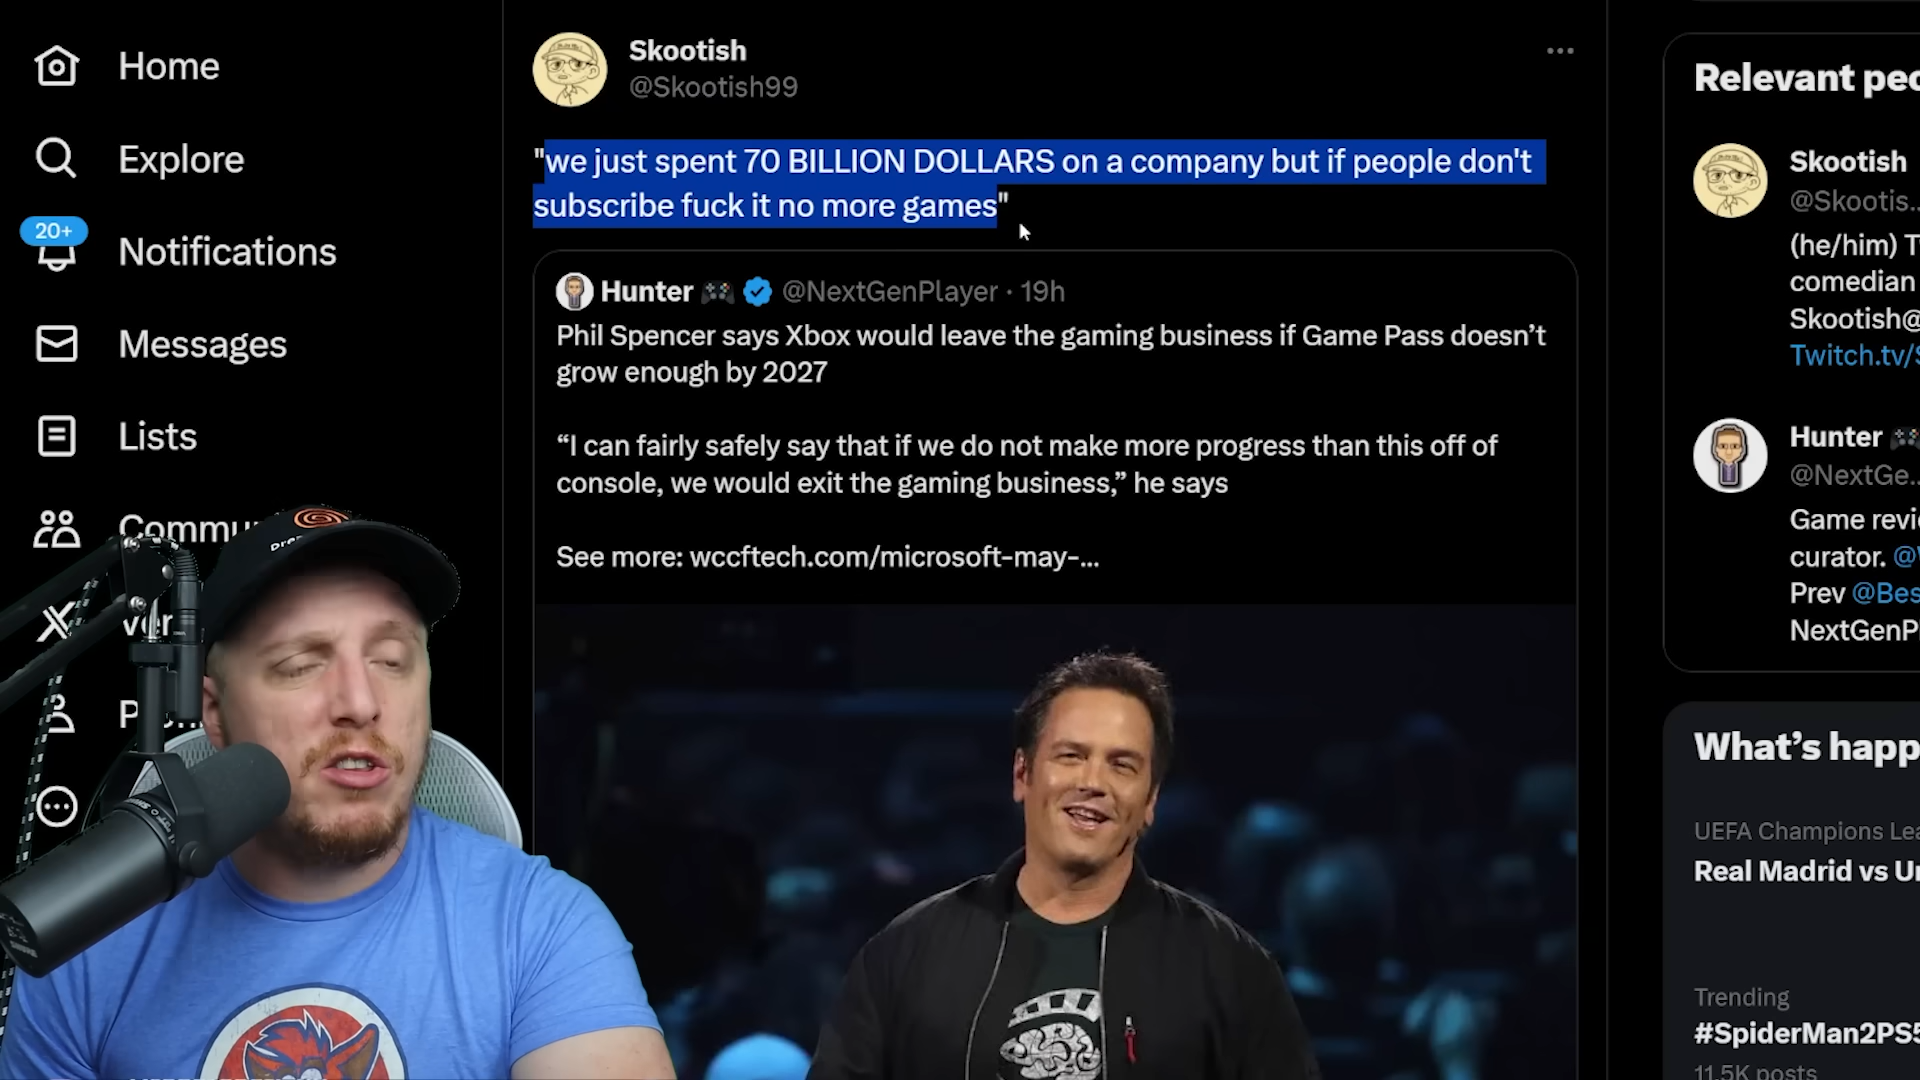 Home
Explore
20+
Notifications
Messages
Lists
Skootish
@Skootish99
"we just spent 70 BILLION DOLLARS on a company but if people don't
subscribe fuck it no more games"
Hunter 🎮 @NextGenPlayer · 19h
Phil Spencer says Xbox would leave the gaming business if Game Pass doesn’t
grow enough by 2027
“I can fairly safely say that if we do not make more progress than this off of
console, we would exit the gaming business,” he says
See more: wccftech.com/microsoft-may-...
Relevant peo
Skootish
@Skootis..
(he/him) T
comedian
Skootish@
Twitch.tv/S
Hunter 🎮
@NextGe..
Game revi
curator. @
Prev @Bes
NextGenP
What’s happ
UEFA Champions Lea
Real Madrid vs Un
Trending
#SpiderMan2PS5
11.5K posts